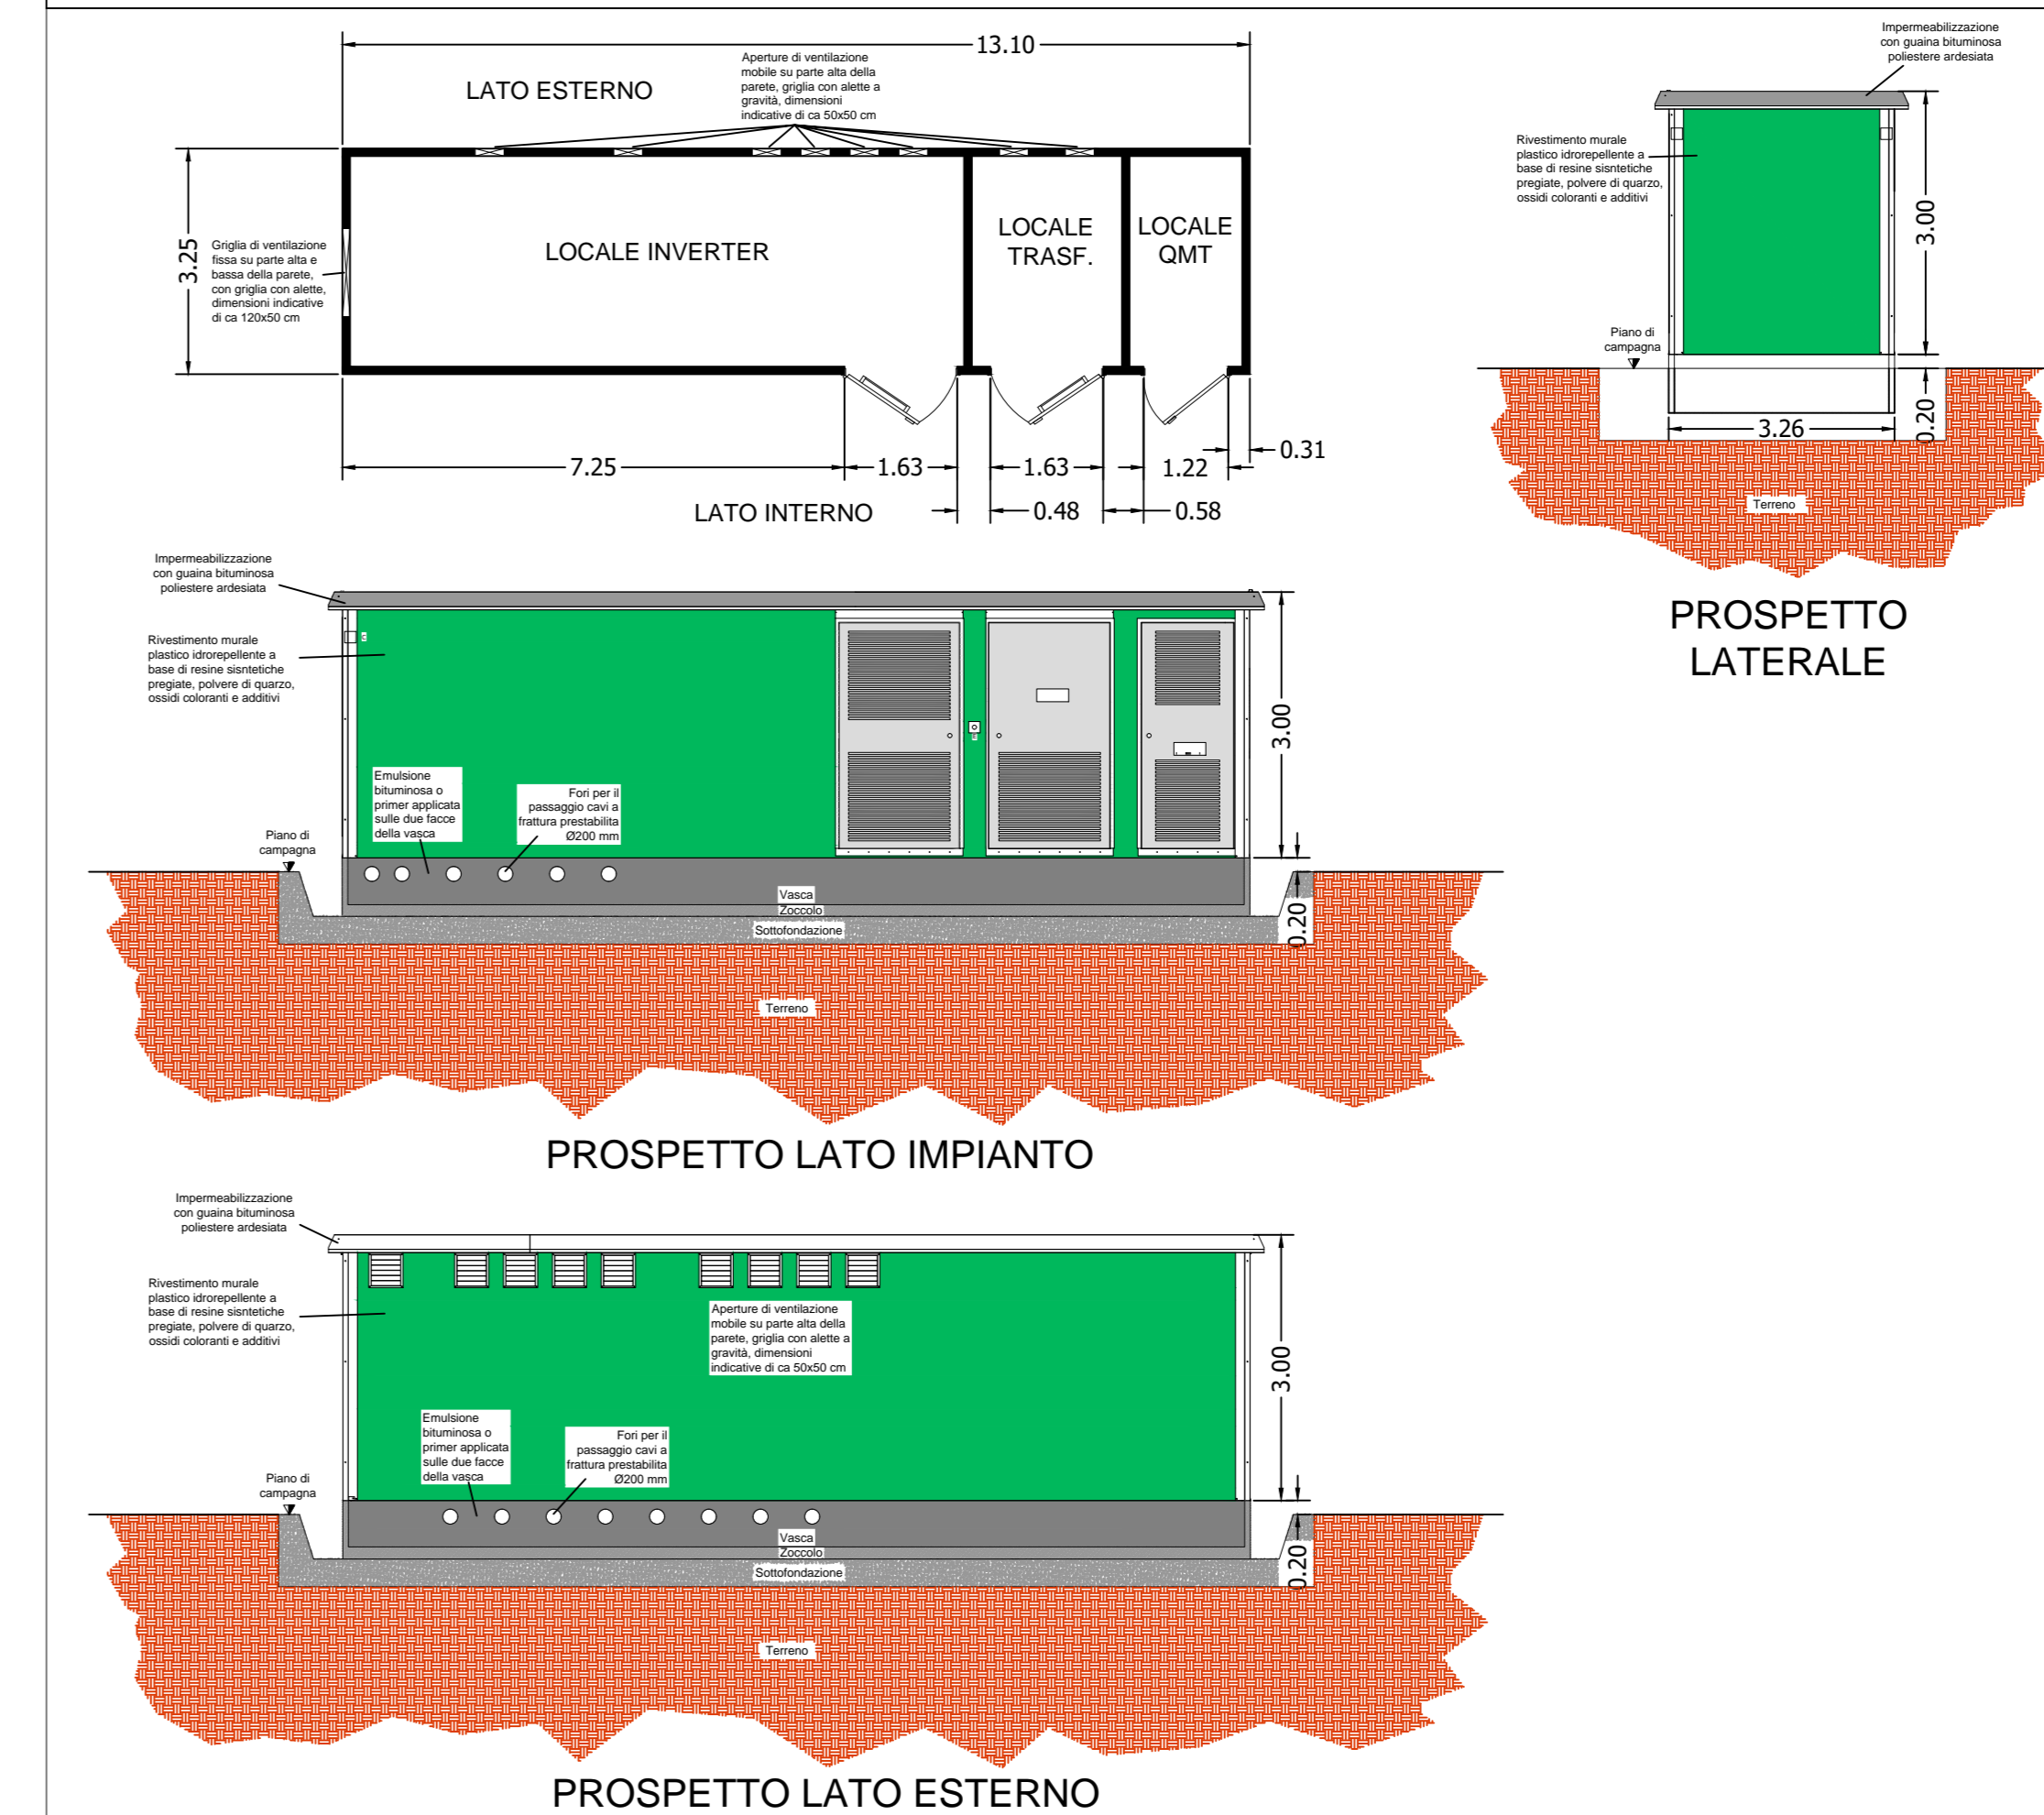 13.10
LATO ESTERNO
Aperture di ventilazione
mobile su parte alta della
parete, griglia con alette a
gravità, dimensioni
indicative di ca 50x50 cm
3.25
Griglia di ventilazione
fissa su parte alta e
bassa della parete,
con griglia con alette,
dimensioni indicative
di ca 120x50 cm
LOCALE INVERTER
LOCALE
TRASF.
LOCALE
QMT
7.25
1.63
1.63
1.22
0.31
0.48
0.58
LATO INTERNO
Impermeabilizzazione
con guaina bituminosa
poliestere ardesiata
Rivestimento murale
plastico idrorepellente a
base di resine sisntetiche
pregiate, polvere di quarzo,
ossidi coloranti e additivi
3.00
Piano di
campagna
0.20
3.26
Terreno
PROSPETTO
LATERALE
Impermeabilizzazione
con guaina bituminosa
poliestere ardesiata
Rivestimento murale
plastico idrorepellente a
base di resine sisntetiche
pregiate, polvere di quarzo,
ossidi coloranti e additivi
Emulsione
bituminosa o
primer applicata
sulle due facce
della vasca
Fori per il
passaggio cavi a
frattura prestabilita
Ø200 mm
Piano di
campagna
3.00
0.20
Vasca
Zoccolo
Sottofondazione
Terreno
PROSPETTO LATO IMPIANTO
Impermeabilizzazione
con guaina bituminosa
poliestere ardesiata
Rivestimento murale
plastico idrorepellente a
base di resine sisntetiche
pregiate, polvere di quarzo,
ossidi coloranti e additivi
Aperture di ventilazione
mobile su parte alta della
parete, griglia con alette a
gravità, dimensioni
indicative di ca 50x50 cm
Emulsione
bituminosa o
primer applicata
sulle due facce
della vasca
Fori per il
passaggio cavi a
frattura prestabilita
Ø200 mm
Piano di
campagna
3.00
0.20
Vasca
Zoccolo
Sottofondazione
Terreno
PROSPETTO LATO ESTERNO